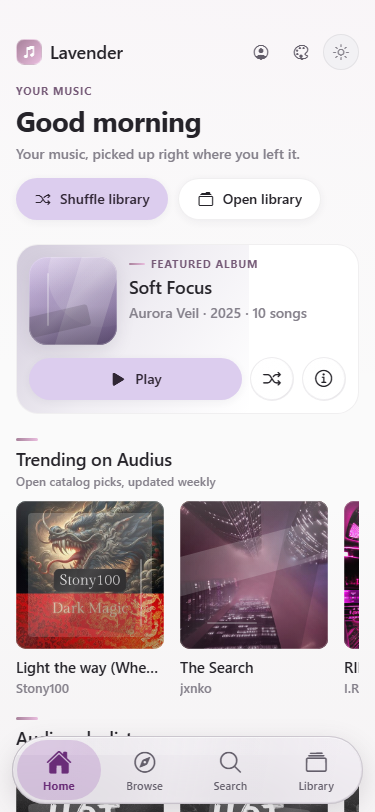 Lavender
YOUR MUSIC
Good morning
Your music, picked up right where you left it.
Shuffle library
Open library
FEATURED ALBUM
Soft Focus
Aurora Veil · 2025 · 10 songs
Play
Trending on Audius
Open catalog picks, updated weekly
Stony100
Dark Magic
Light the way (Whe...
Stony100
The Search
jxnko
I.R
Home
Browse
Search
Library